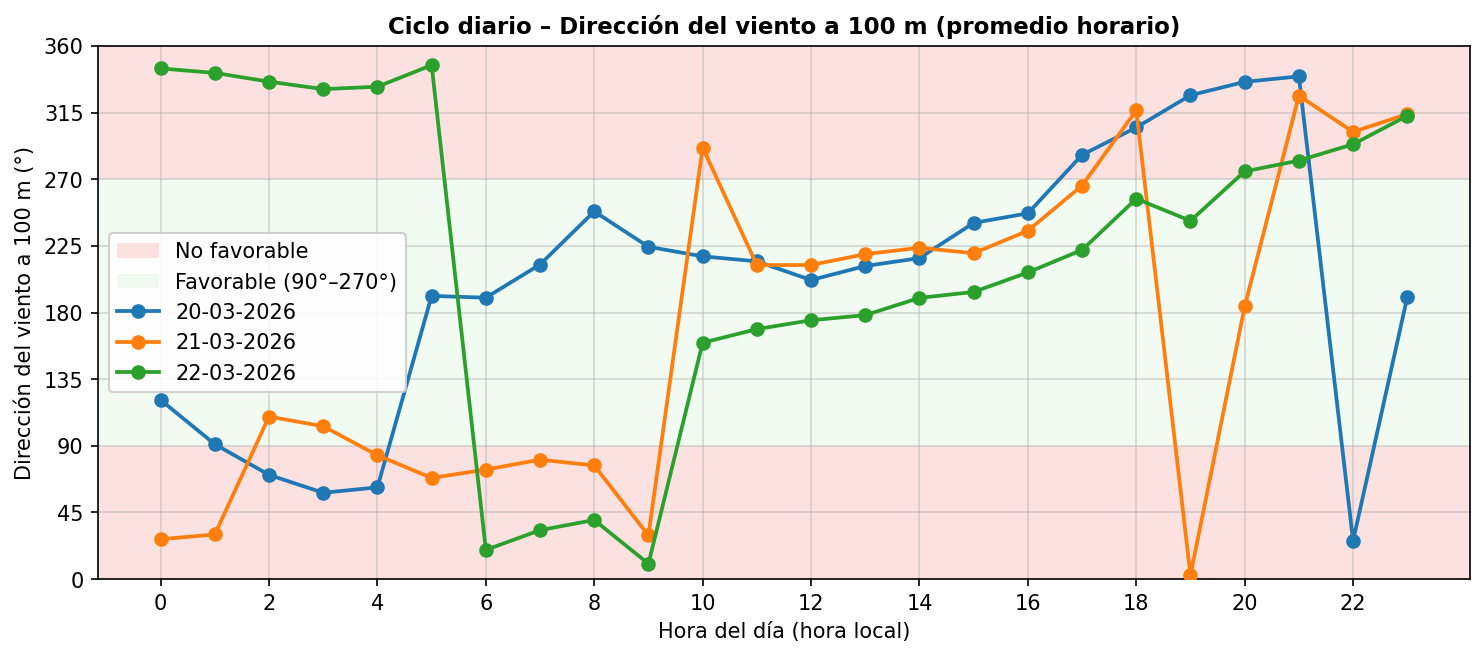 Ciclo diario – Dirección del viento a 100 m (promedio horario)
Dirección del viento a 100 m (°)
360
315
270
225
180
135
90
45
0
No favorable
Favorable (90°–270°)
20-03-2026
21-03-2026
22-03-2026
0 2 4 6 8 10 12 14 16 18 20 22
Hora del día (hora local)